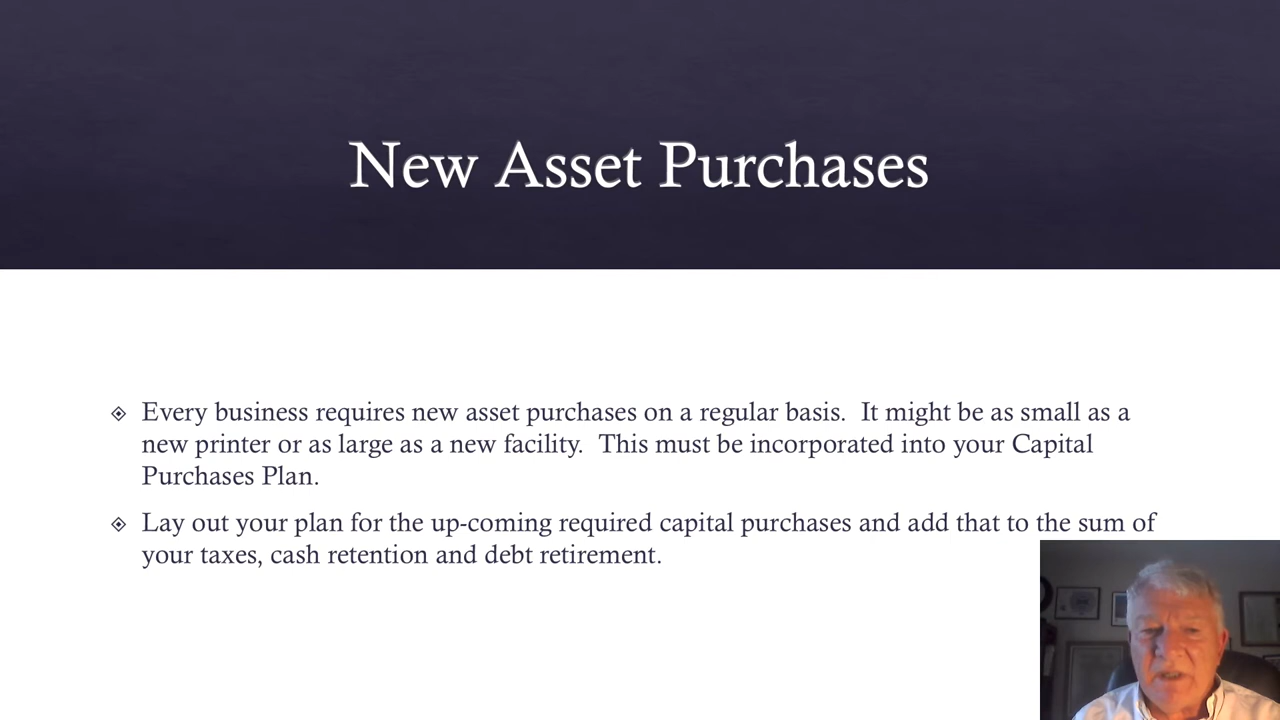 New Asset Purchases
Every business requires new asset purchases on a regular basis.  It might be as small as a
new printer or as large as a new facility.  This must be incorporated into your Capital
Purchases Plan.
Lay out your plan for the up-coming required capital purchases and add that to the sum of
your taxes, cash retention and debt retirement.